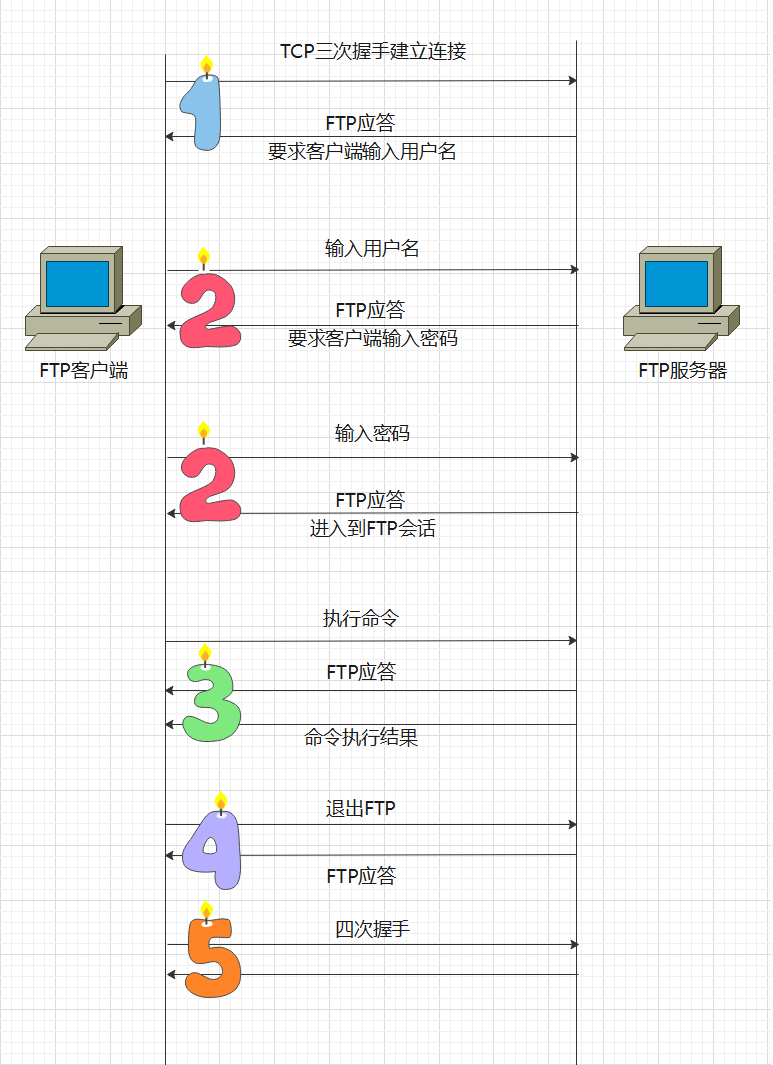 TCP三次握手建立连接
1
FTP应答
要求客户端输入用户名
输入用户名
2
FTP应答
要求客户端输入密码
FTP客户端
FTP服务器
输入密码
2
FTP应答
进入到FTP会话
执行命令
3
FTP应答
命令执行结果
退出FTP
4
FTP应答
5
四次握手